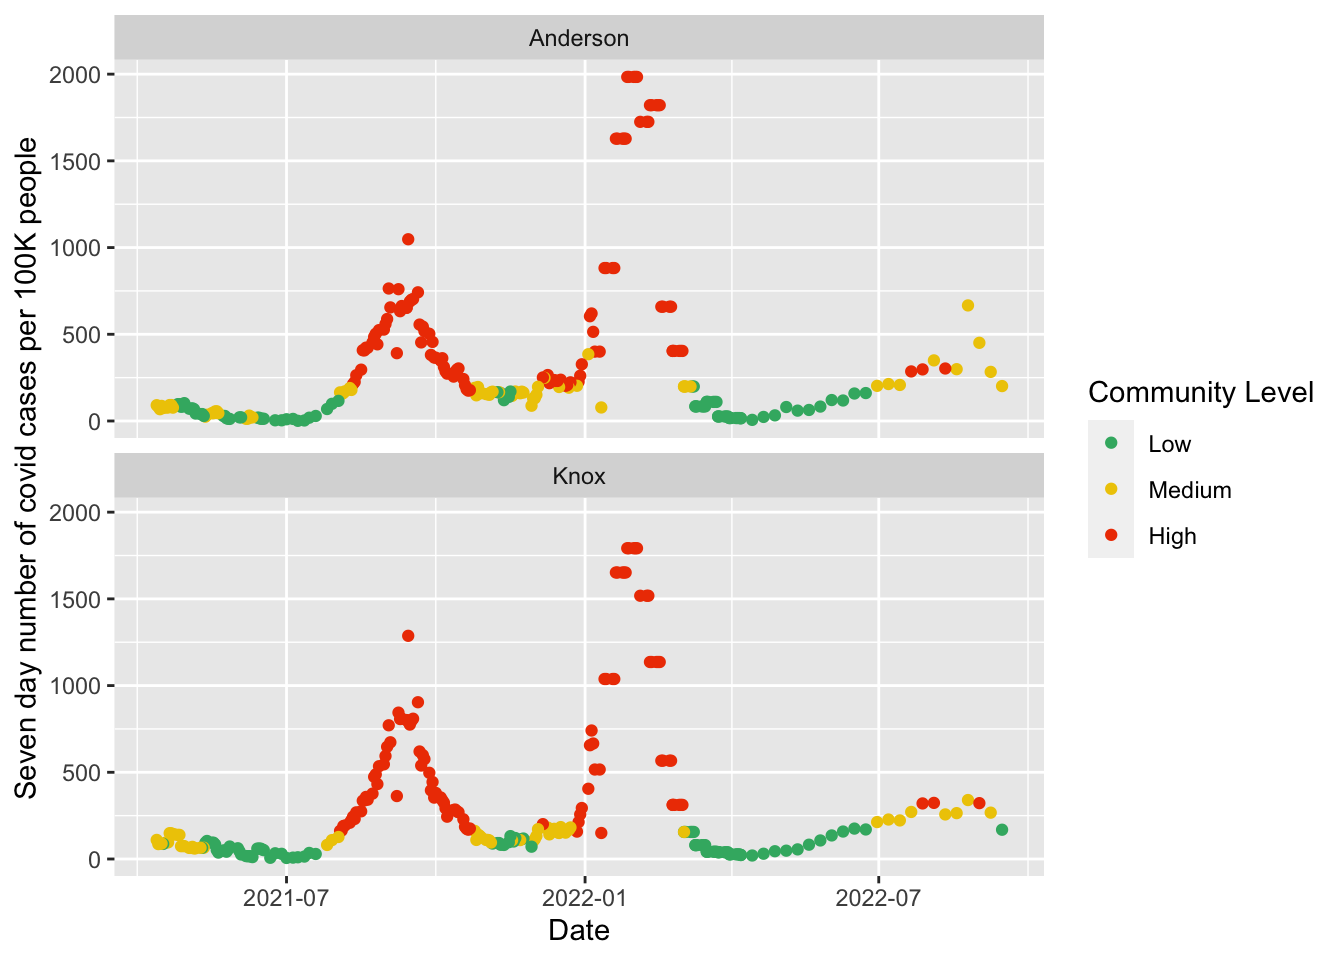 Anderson
2000
1500
1000
500
0
Knox
2000
1500
1000
500
0
2021-07
2022-01
2022-07
Date
Seven day number of covid cases per 100K people
Community Level
Low
Medium
High